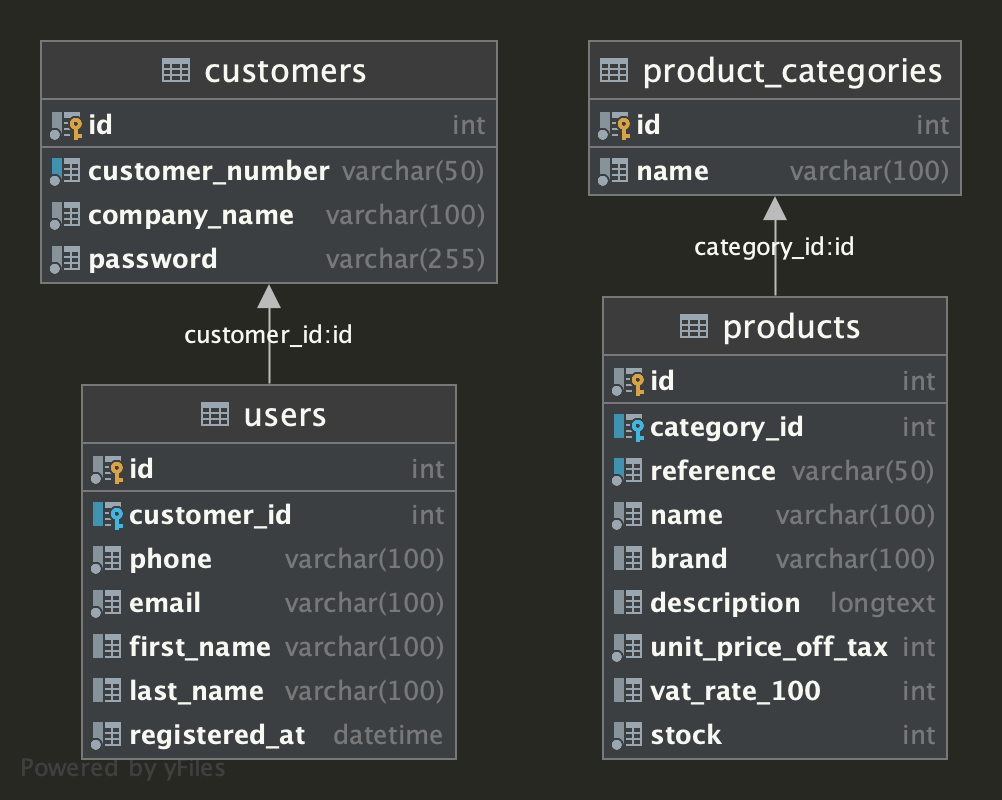 customers
id int
customer_number varchar(50)
company_name varchar(100)
password varchar(255)
customer_id:id
users
id int
customer_id int
phone varchar(100)
email varchar(100)
first_name varchar(100)
last_name varchar(100)
registered_at datetime
product_categories
id int
name varchar(100)
category_id:id
products
id int
category_id int
reference varchar(50)
name varchar(100)
brand varchar(100)
description longtext
unit_price_off_tax int
vat_rate_100 int
stock int
Powered by yFiles